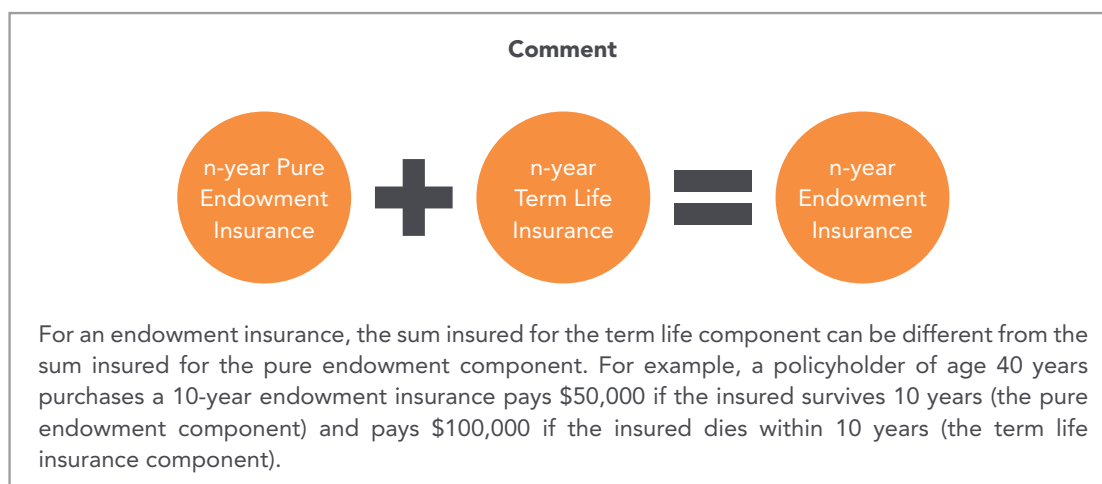 Comment
n-year Pure
Endowment
Insurance
n-year
Term Life
Insurance
n-year
Endowment
Insurance
For an endowment insurance, the sum insured for the term life component can be different from the
sum insured for the pure endowment component. For example, a policyholder of age 40 years
purchases a 10-year endowment insurance pays $50,000 if the insured survives 10 years (the pure
endowment component) and pays $100,000 if the insured dies within 10 years (the term life
insurance component).